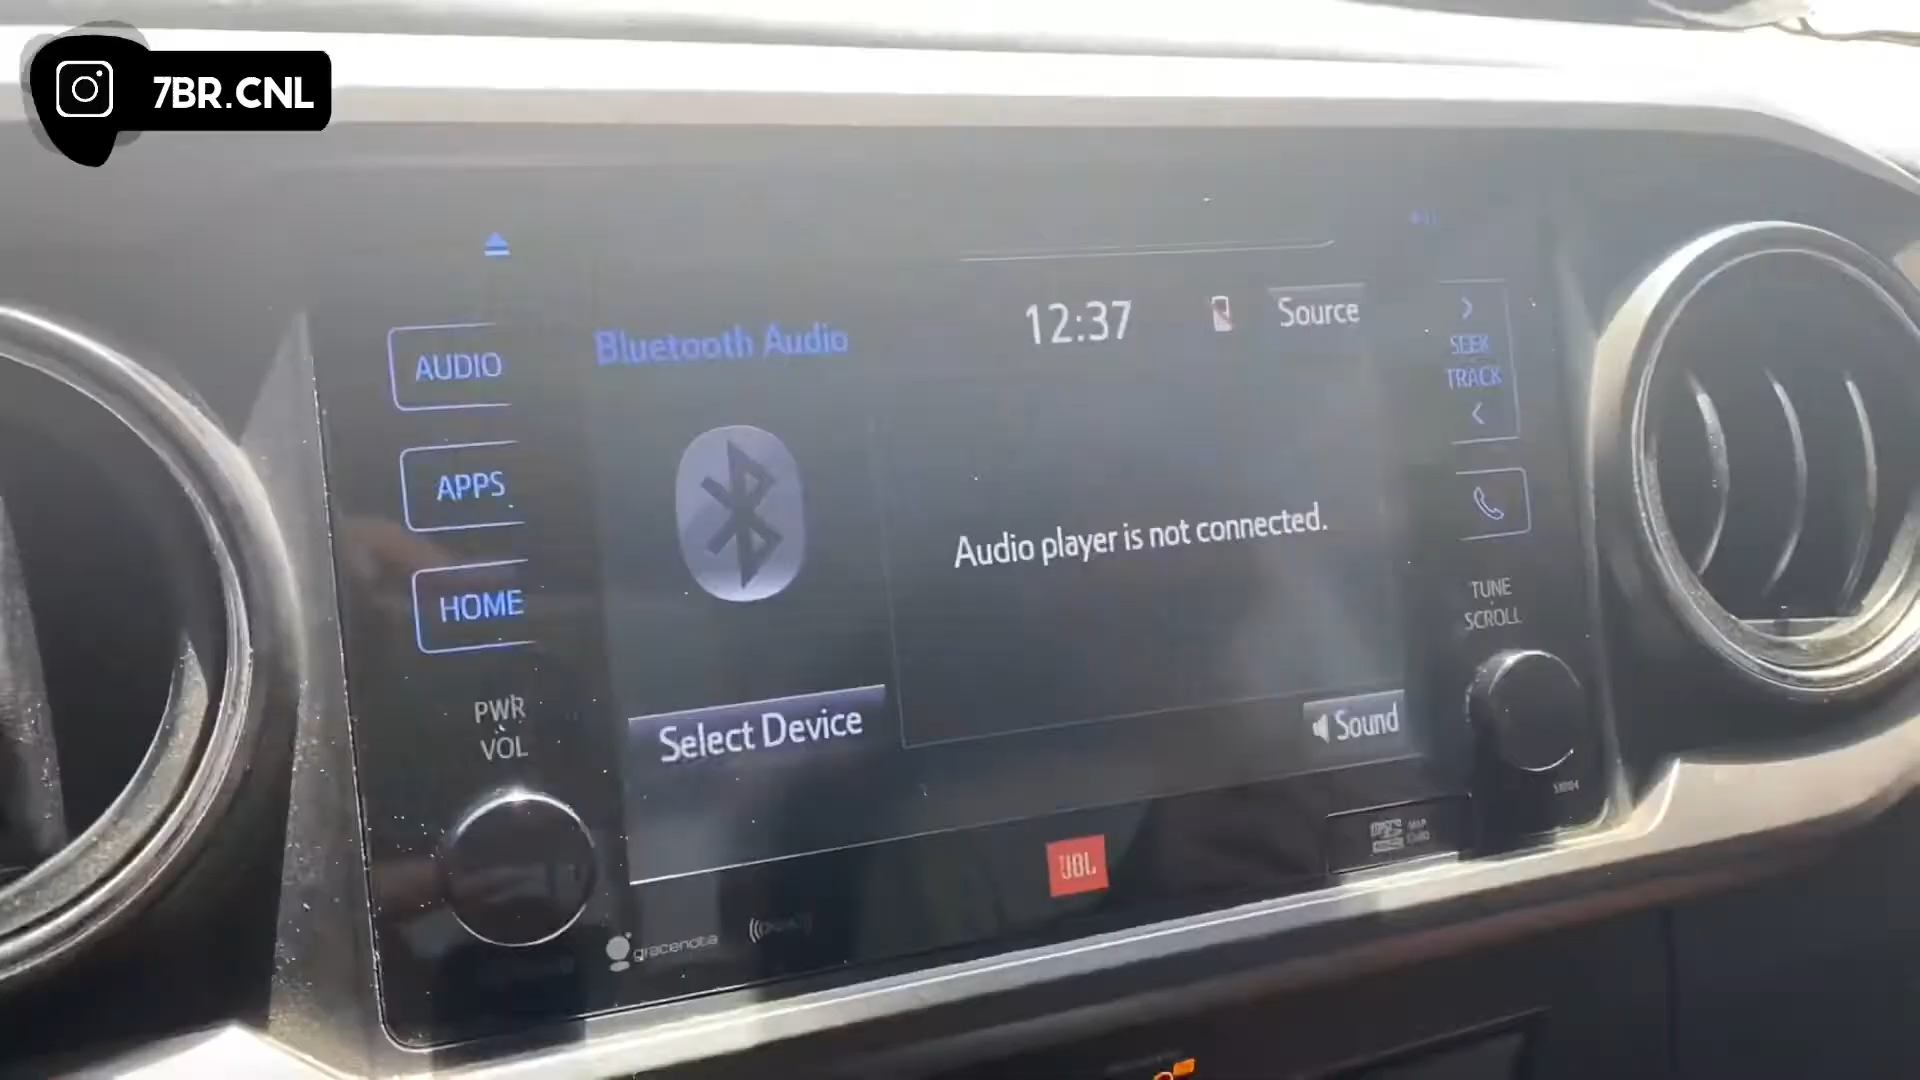 7BR.CNL
12:37
Source
Bluetooth Audio
AUDIO
SEEK
TRACK
APPS
Audio player is not connected.
HOME
TUNE
SCROLL
PWR
VOL
Select Device
Sound
JBL
MAP
gracenote